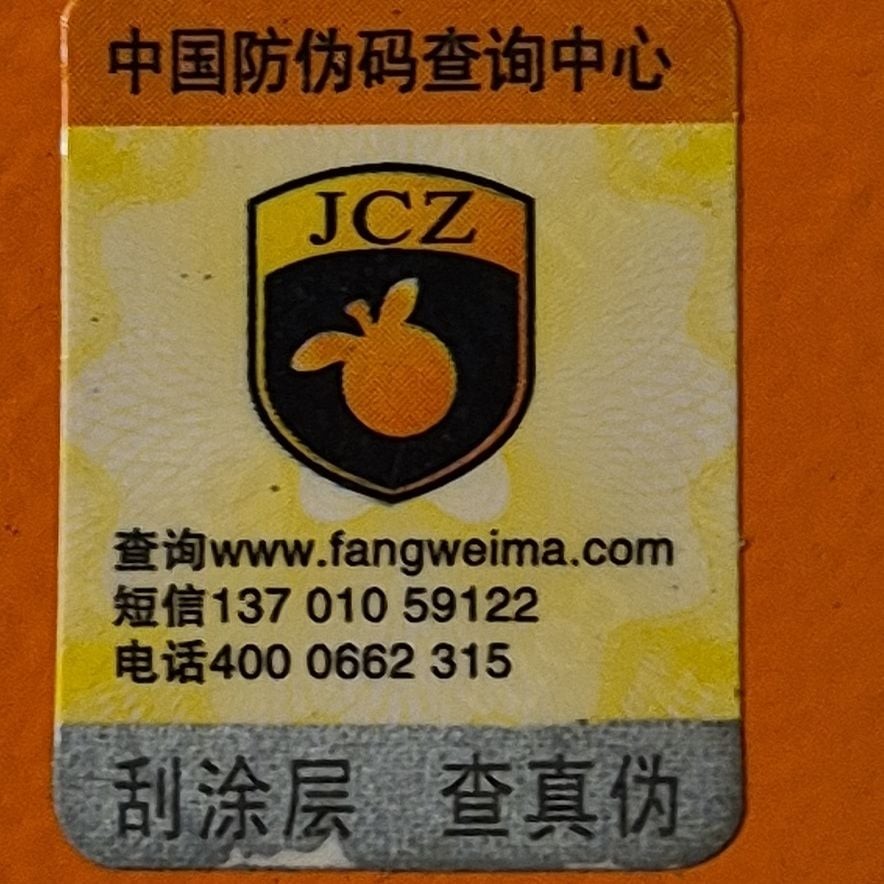 中国防伪码查询中心
JCZ
查询www.fangweima.com
短信137 010 59122
电话400 0662 315
刮涂层 查真伪